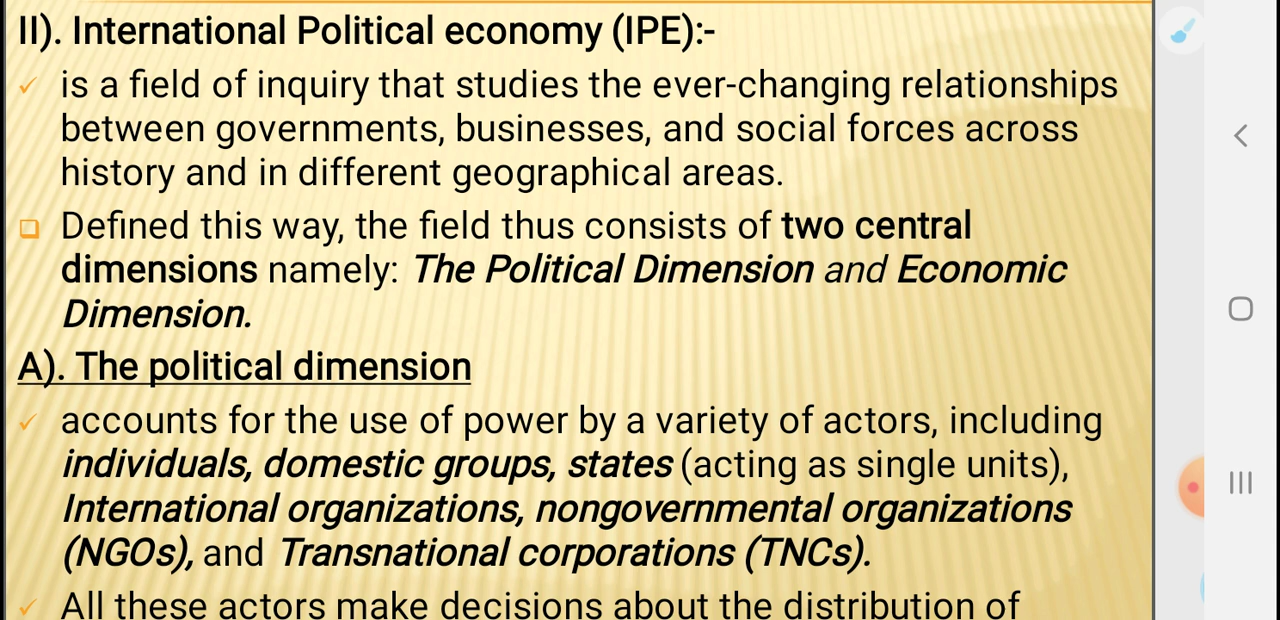 II). International Political economy (IPE):-
✓ is a field of inquiry that studies the ever-changing relationships
between governments, businesses, and social forces across
history and in different geographical areas.
❑ Defined this way, the field thus consists of two central
dimensions namely: The Political Dimension and Economic
Dimension.
A). The political dimension
✓ accounts for the use of power by a variety of actors, including
individuals, domestic groups, states (acting as single units),
International organizations, nongovernmental organizations
(NGOs), and Transnational corporations (TNCs).
✓ All these actors make decisions about the distribution of